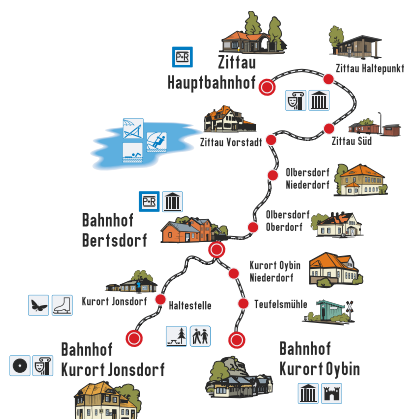 Zittau
Hauptbahnhof
Zittau Haltepunkt
Zittau Vorstadt
Zittau Süd
Olbersdorf
Niederdorf
Olbersdorf
Oberdorf
Bahnhof
Bertsdorf
Kurort Oybin
Niederdorf
Kurort Jonsdorf
Haltestelle
Teufelsmühle
Bahnhof
Kurort Jonsdorf
Bahnhof
Kurort Oybin